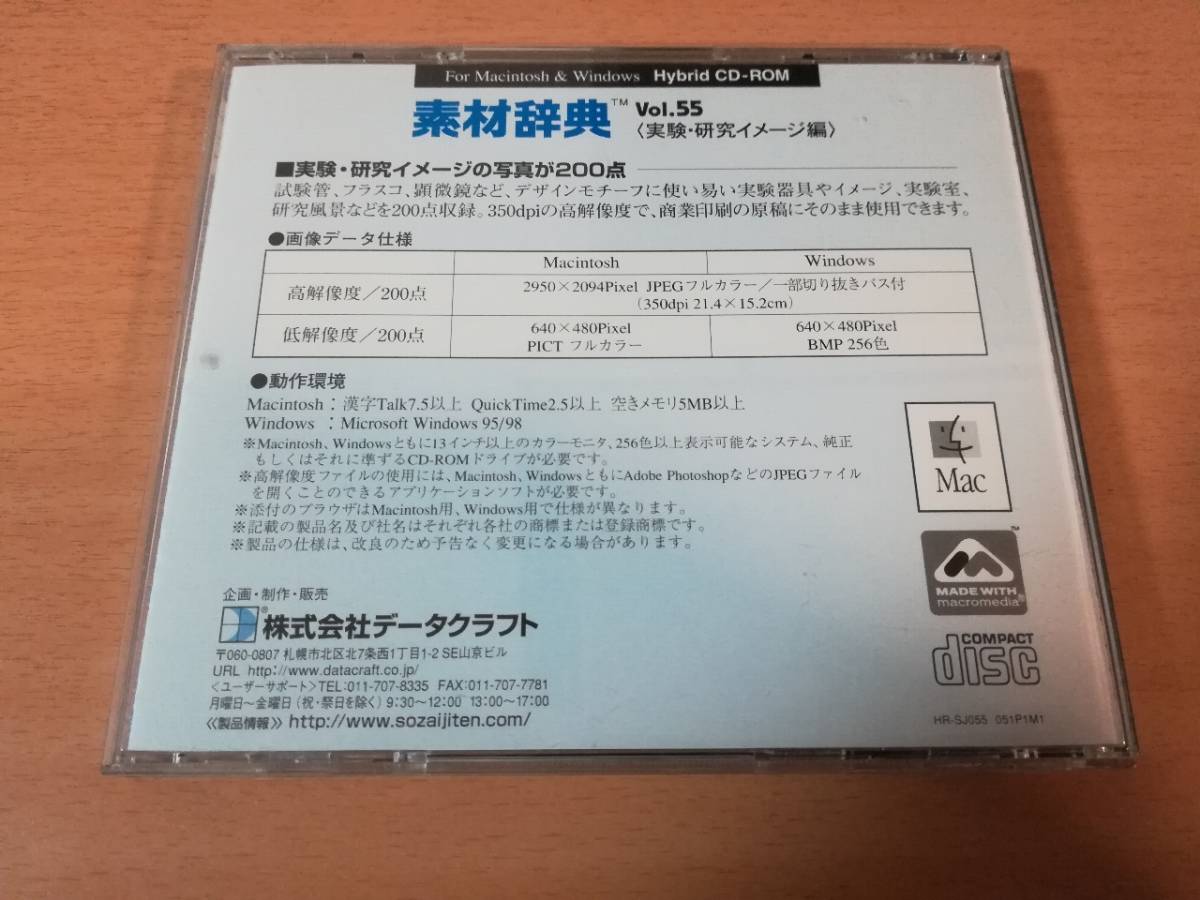 For Macintosh & Windows Hybrid CD-ROM
素材辞典™ Vol.55
〈実験・研究イメージ編〉
■実験・研究イメージの写真が200点
試験管、フラスコ、顕微鏡など、デザインモチーフに使い易い実験器具やイメージ、実験室、
研究風景などを200点収録。350dpiの高解像度で、商業印刷の原稿にそのまま使用できます。
●画像データ仕様
Macintosh Windows
高解像度／200点 2950×2094Pixel JPEGフルカラー／一部切り抜きパス付
(350dpi 21.4×15.2cm)
低解像度／200点 640×480Pixel 640×480Pixel
PICT フルカラー BMP 256色
●動作環境
Macintosh：漢字Talk7.5以上 QuickTime2.5以上 空きメモリ5MB以上
Windows ：Microsoft Windows 95/98
※Macintosh、Windowsともに13インチ以上のカラーモニタ、256色以上表示可能なシステム、純正
もしくはそれに準ずるCD-ROMドライブが必要です。
※高解像度ファイルの使用には、Macintosh、WindowsともにAdobe PhotoshopなどのJPEGファイル
を開くことのできるアプリケーションソフトが必要です。
※添付のブラウザはMacintosh用、Windows用で仕様が異なります。
※記載の製品名及び社名はそれぞれ各社の商標または登録商標です。
※製品の仕様は、改良のため予告なく変更になる場合があります。
Mac
™
MADE WITH
macromedia®
COMPACT
disc
企画・制作・販売
®株式会社データクラフト
〒060-0807 札幌市北区北7条西1丁目1-2 SE山京ビル
URL http://www.datacraft.co.jp/
〈ユーザーサポート〉TEL:011-707-8335 FAX:011-707-7781
月曜日～金曜日（祝・祭日を除く）9:30～12:00 13:00～17:00
《製品情報》http://www.sozaijiten.com/
HR-SJ055 051P1M1